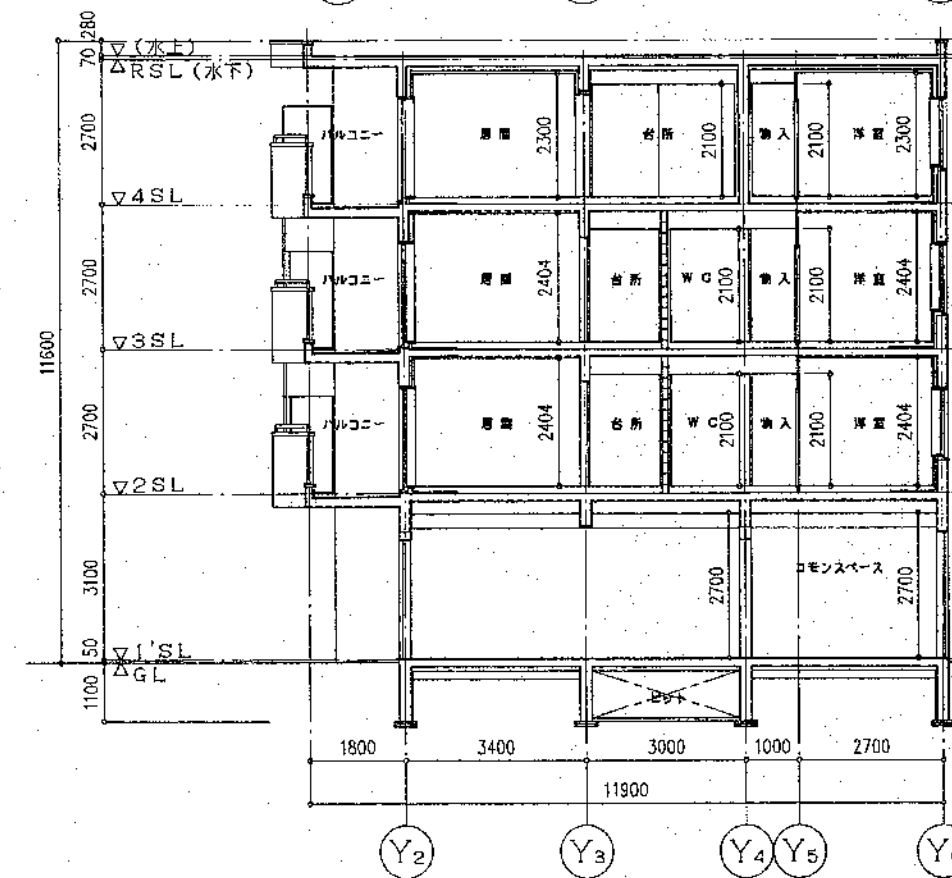 280
70
▽(水上)
△RSL(水下)
2700
バルコニー
居間
2300
台所
2100
物入
2100
洋室
2300
▽4SL
2700
バルコニー
居間
2404
台所
WC
2100
物入
2100
洋室
2404
11600
▽3SL
2700
バルコニー
居間
2404
台所
WC
2100
物入
2100
洋室
2404
▽2SL
3100
2700
コモンスペース
2700
50
▽1'SL
△GL
1100
ピット
1800
3400
3000
1000
2700
11900
Y2
Y3
Y4
Y5